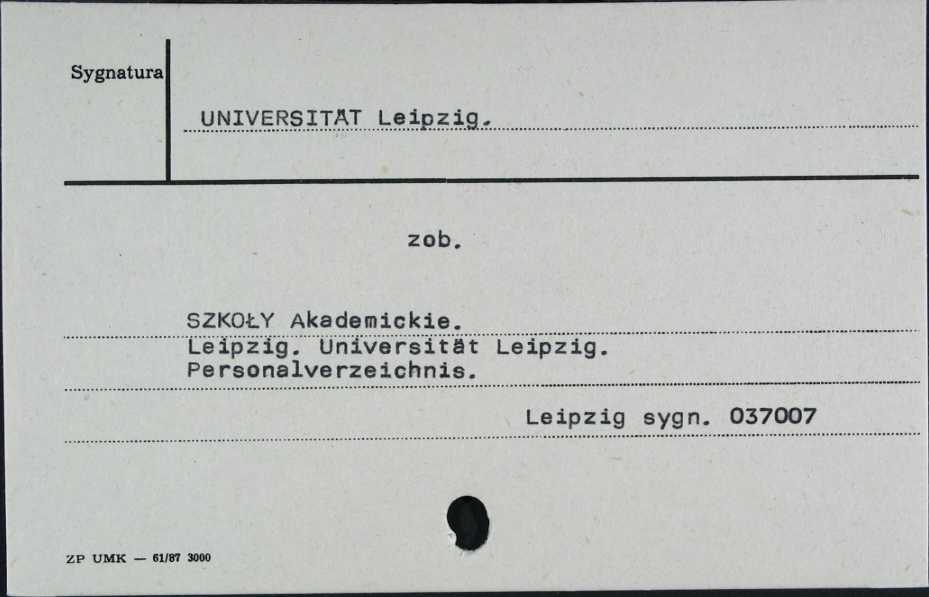 Sygnatura
UNIVERSITÄT Leipzig.
zob.
SZKOŁY Akademickie.
Leipzig. Universität Leipzig.
Personalverzeichnis.
Leipzig sygn. 037007
ZP UMK — 61/87 3000